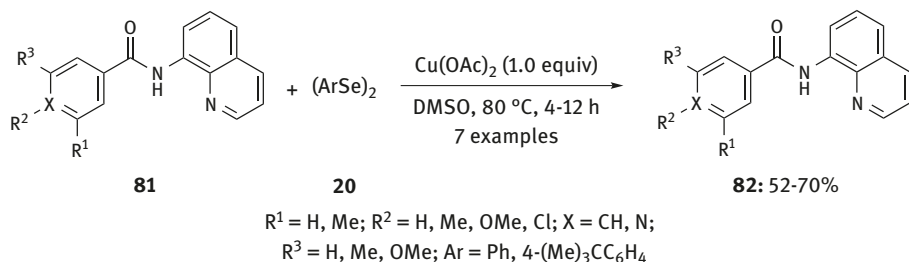 O
R³
N
H
X
R²
R¹
N
81
+ (ArSe)₂
20
Cu(OAc)₂ (1.0 equiv)
DMSO, 80 °C, 4-12 h
7 examples
O
R³
N
H
X
R²
R¹
N
82: 52-70%
R¹ = H, Me; R² = H, Me, OMe, Cl; X = CH, N;
R³ = H, Me, OMe; Ar = Ph, 4-(Me)₃CC₆H₄